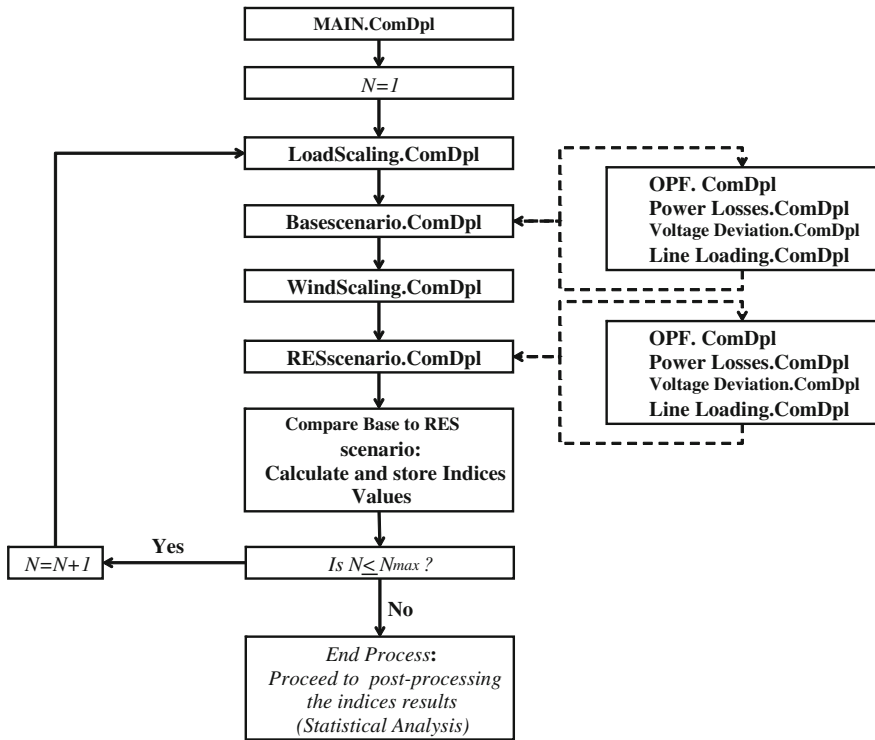 MAIN.ComDpl
N=1
LoadScaling.ComDpl
Basescenario.ComDpl
WindScaling.ComDpl
RESscenario.ComDpl
Compare Base to RES
scenario:
Calculate and store Indices
Values
Is N≤Nmax ?
Yes
N=N+1
No
End Process:
Proceed to post-processing
the indices results
(Statistical Analysis)
OPF. ComDpl
Power Losses.ComDpl
Voltage Deviation.ComDpl
Line Loading.ComDpl
OPF. ComDpl
Power Losses.ComDpl
Voltage Deviation.ComDpl
Line Loading.ComDpl